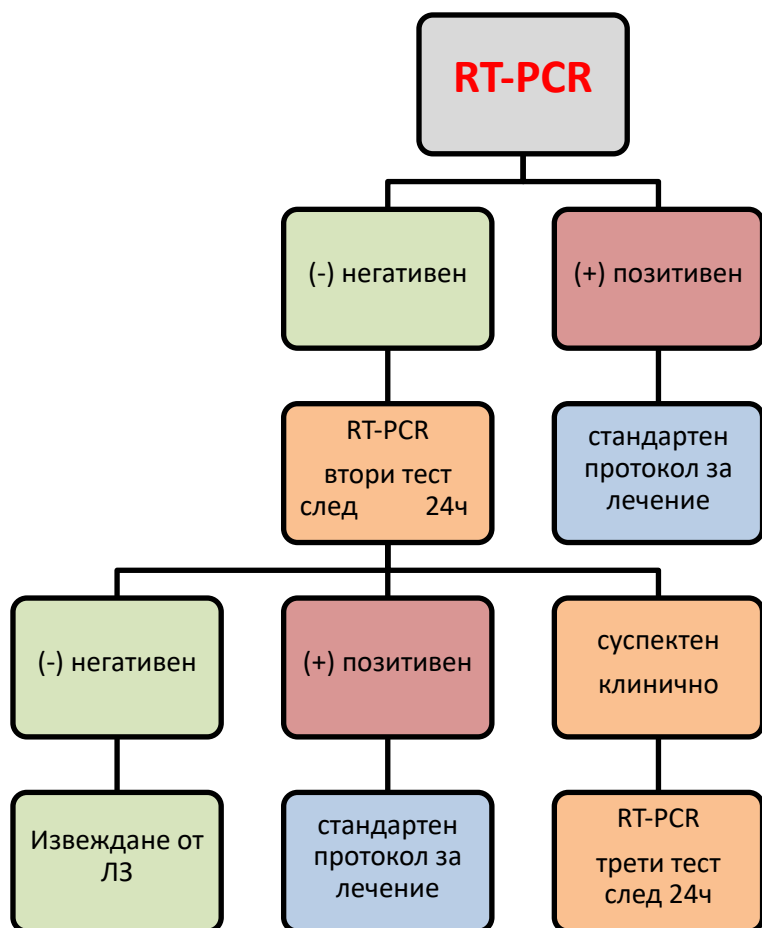 RT-PCR
(-) негативен
(+) позитивен
RT-PCR
втори тест
след 24ч
стандартен
протокол за
лечение
(-) негативен
(+) позитивен
суспектен
клинично
Извеждане от
ЛЗ
стандартен
протокол за
лечение
RT-PCR
трети тест
след 24ч